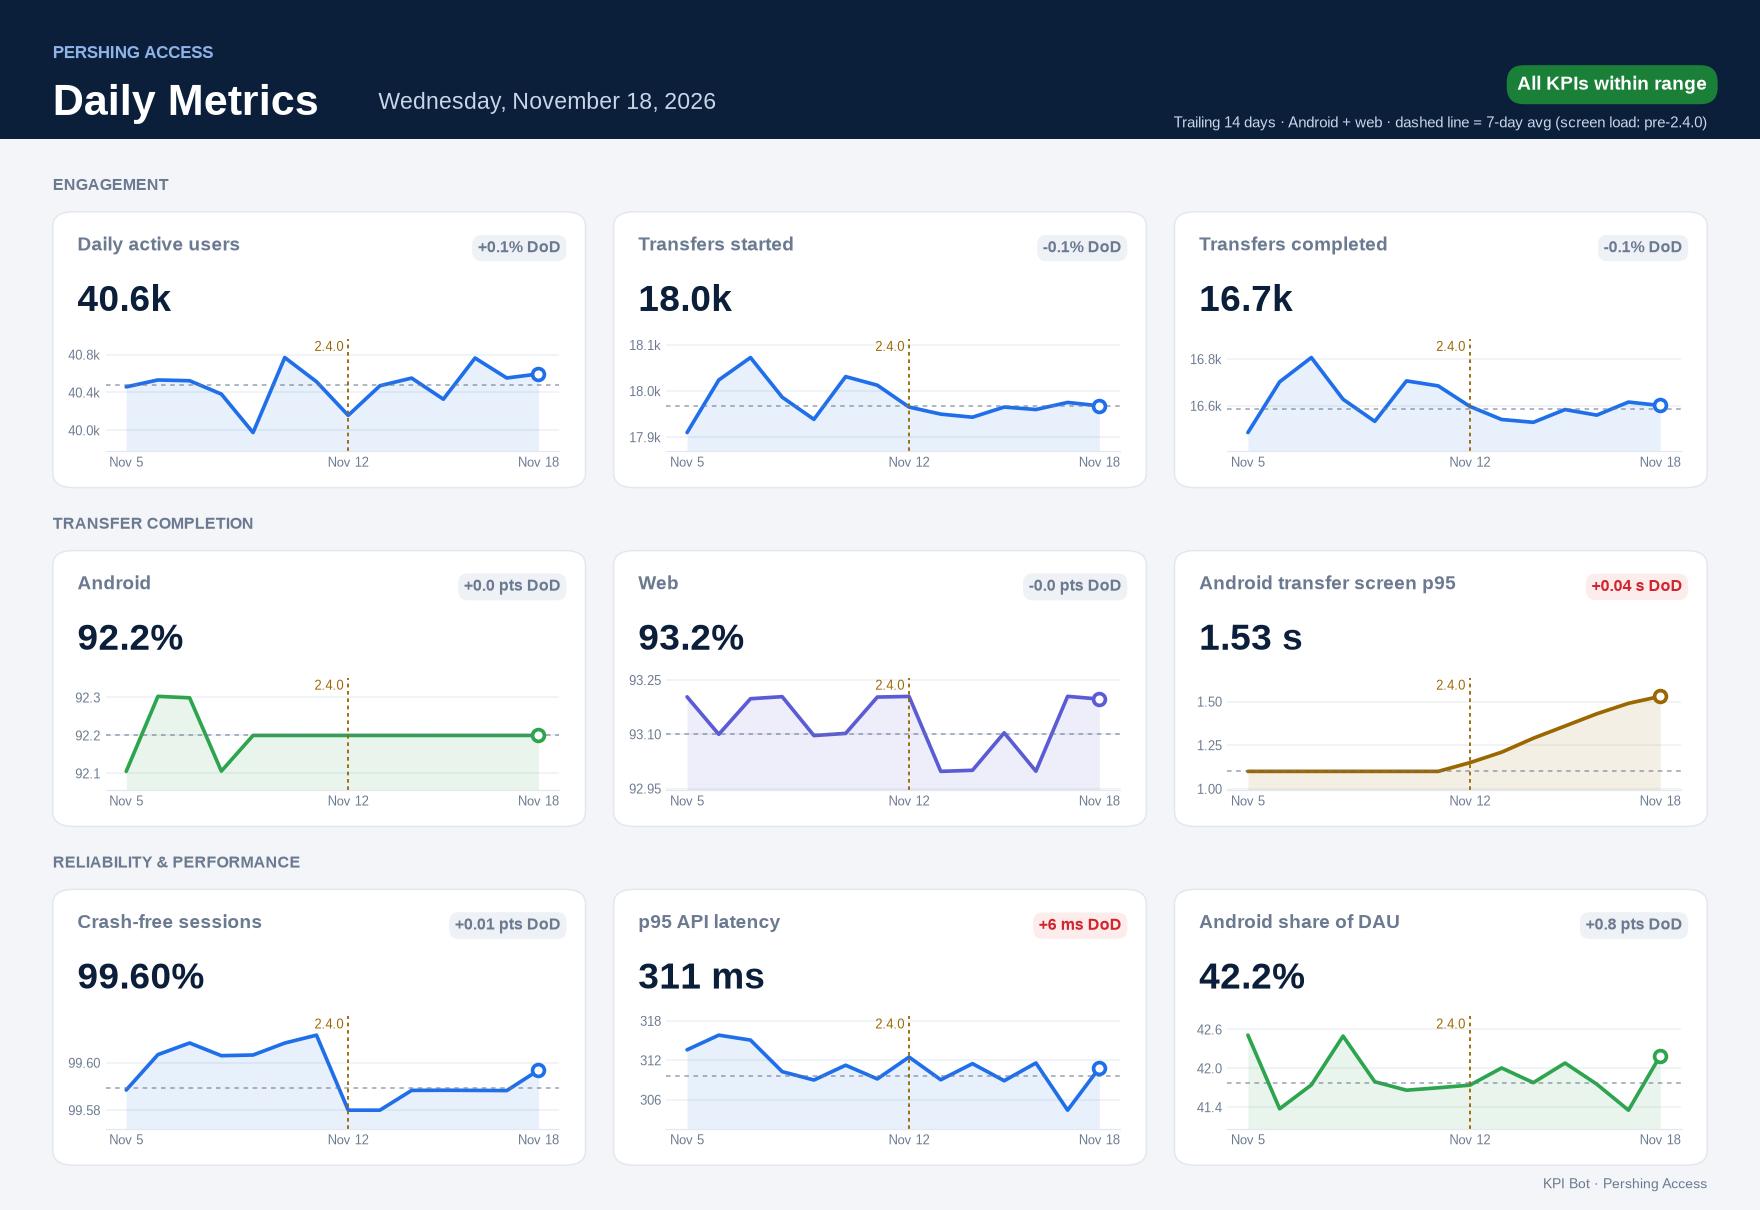 PERSHING ACCESS
Daily Metrics
Wednesday, November 18, 2026
All KPIs within range
Trailing 14 days · Android + web · dashed line = 7-day avg (screen load: pre-2.4.0)
ENGAGEMENT
Daily active users
+0.1% DoD
40.6k
2.4.0
40.8k
40.4k
40.0k
Nov 5
Nov 12
Nov 18
Transfers started
-0.1% DoD
18.0k
2.4.0
18.1k
18.0k
17.9k
Nov 5
Nov 12
Nov 18
Transfers completed
-0.1% DoD
16.7k
2.4.0
16.8k
16.6k
Nov 5
Nov 12
Nov 18
TRANSFER COMPLETION
Android
+0.0 pts DoD
92.2%
2.4.0
92.3
92.2
92.1
Nov 5
Nov 12
Nov 18
Web
-0.0 pts DoD
93.2%
2.4.0
93.25
93.10
92.95
Nov 5
Nov 12
Nov 18
Android transfer screen p95
+0.04 s DoD
1.53 s
2.4.0
1.50
1.25
1.00
Nov 5
Nov 12
Nov 18
RELIABILITY & PERFORMANCE
Crash-free sessions
+0.01 pts DoD
99.60%
2.4.0
99.60
99.58
Nov 5
Nov 12
Nov 18
p95 API latency
+6 ms DoD
311 ms
2.4.0
318
312
306
Nov 5
Nov 12
Nov 18
Android share of DAU
+0.8 pts DoD
42.2%
2.4.0
42.6
42.0
41.4
Nov 5
Nov 12
Nov 18
KPI Bot · Pershing Access